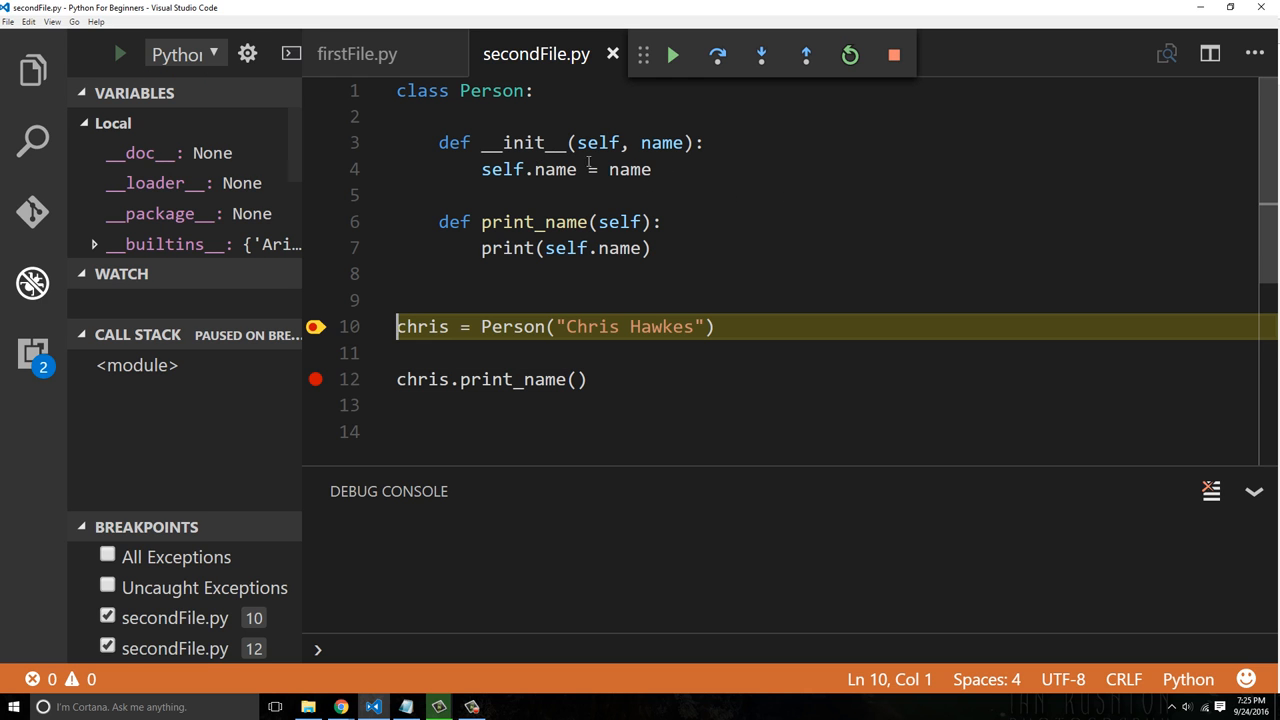 secondFile.py - Python For Beginners - Visual Studio Code
File Edit View Go Help
Pythor
firstFile.py
secondFile.py
VARIABLES
Local
__doc__: None
__loader__: None
__package__: None
__builtins__: {'Ari...
WATCH
CALL STACK PAUSED ON BRE...
<module>
2
BREAKPOINTS
All Exceptions
Uncaught Exceptions
secondFile.py 10
secondFile.py 12
1 class Person:
2
3 def __init__(self, name):
4 self.name = name
5
6 def print_name(self):
7 print(self.name)
8
9
10 chris = Person("Chris Hawkes")
11
12 chris.print_name()
13
14
DEBUG CONSOLE
0 0
Ln 10, Col 1 Spaces: 4 UTF-8 CRLF Python
I'm Cortana. Ask me anything.
7:25 PM
9/24/2016